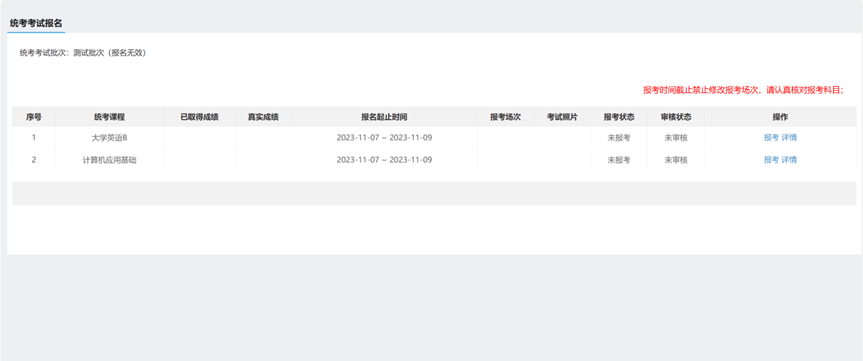 统考考试报名
统考考试批次：测试批次（报名无效）
报考时间截止禁止修改报考场次，请认真核对报考科目；
序号 统考课程 已取得成绩 真实成绩 报名起止时间 报考场次 考试照片 报考状态 审核状态 操作
1 大学英语B 2023-11-07 ~ 2023-11-09 未报考 未审核 报考 详情
2 计算机应用基础 2023-11-07 ~ 2023-11-09 未报考 未审核 报考 详情